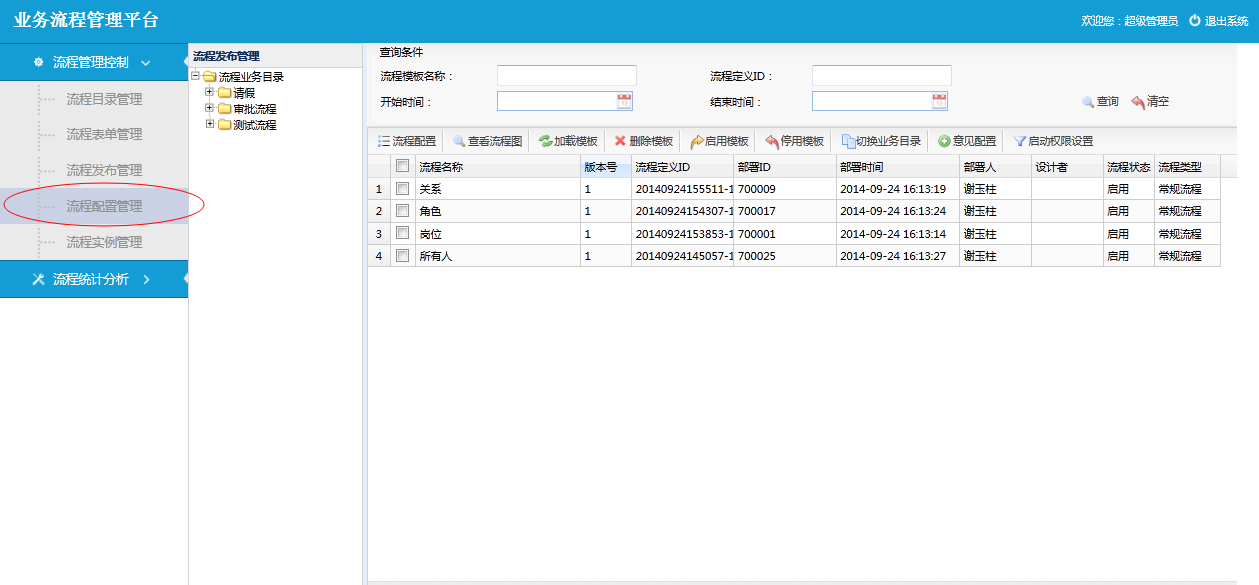 业务流程管理平台
欢迎您：超级管理员 退出系统
流程管理控制
流程目录管理
流程表单管理
流程发布管理
流程配置管理
流程实例管理
流程统计分析
流程发布管理
流程业务目录
请假
审批流程
测试流程
查询条件
流程模板名称： 流程定义ID：
开始时间： 结束时间： 查询 清空
流程配置 查看流程图 加载模板 删除模板 启用模板 停用模板 切换业务目录 意见配置 启动权限设置
流程名称 版本号 流程定义ID 部署ID 部署时间 部署人 设计者 流程状态 流程类型
1 关系 1 20140924155511-1 700009 2014-09-24 16:13:19 谢玉柱 启用 常规流程
2 角色 1 20140924154307-1 700017 2014-09-24 16:13:24 谢玉柱 启用 常规流程
3 岗位 1 20140924153853-1 700001 2014-09-24 16:13:14 谢玉柱 启用 常规流程
4 所有人 1 20140924145057-1 700025 2014-09-24 16:13:27 谢玉柱 启用 常规流程